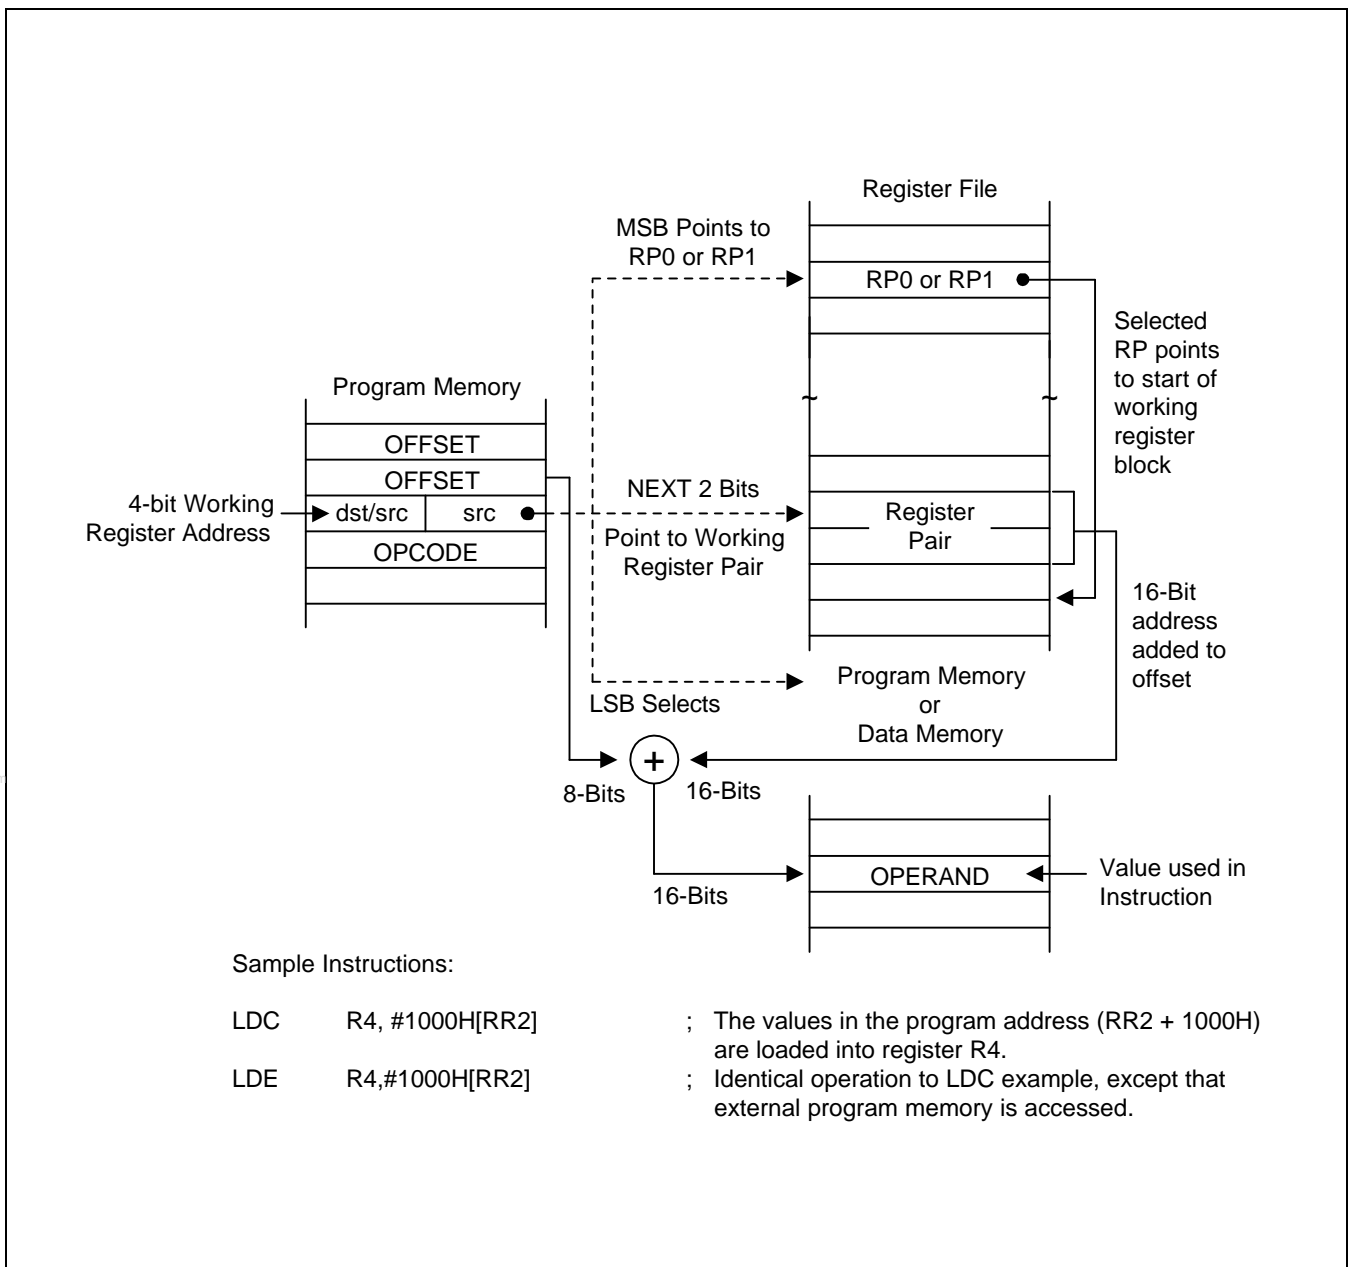 Register File
MSB Points to
RP0 or RP1
RP0 or RP1
Selected
RP points
to start of
working
register
block
Program Memory
OFFSET
OFFSET
4-bit Working
Register Address
dst/src
src
OPCODE
NEXT 2 Bits
Point to Working
Register Pair
Register
Pair
16-Bit
address
added to
offset
LSB Selects
Program Memory
or
Data Memory
+
8-Bits
16-Bits
16-Bits
OPERAND
Value used in
Instruction
Sample Instructions:
LDC R4, #1000H[RR2] ; The values in the program address (RR2 + 1000H)
are loaded into register R4.
LDE R4,#1000H[RR2] ; Identical operation to LDC example, except that
external program memory is accessed.